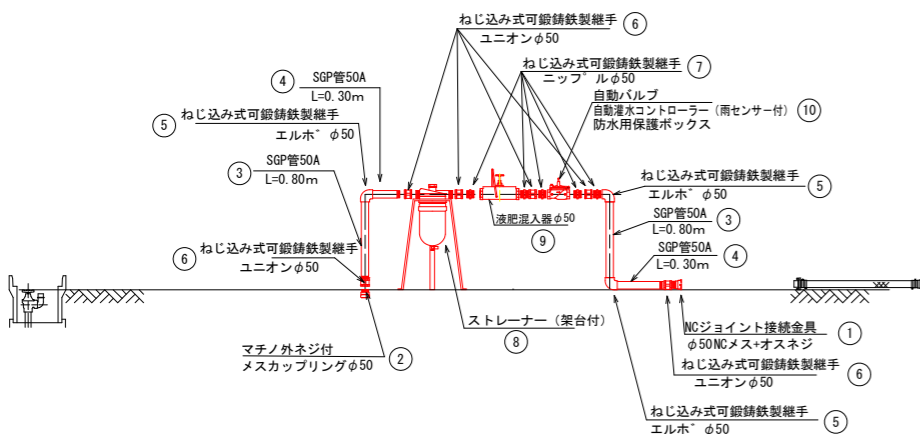 ねじ込み式可鍛鋳鉄製継手 ⑥
ユニオンφ50
ねじ込み式可鍛鋳鉄製継手 ⑦
ニップルφ50
④ SGP管50A
L=0.30m
自動バルブ
自動灌水コントローラー（雨センサー付） ⑩
防水用保護ボックス
⑤ ねじ込み式可鍛鋳鉄製継手
エルボφ50
③ SGP管50A
L=0.80m
ねじ込み式可鍛鋳鉄製継手 ⑤
エルボφ50
液肥混入器φ50
⑨
SGP管50A ③
L=0.80m
⑥ ねじ込み式可鍛鋳鉄製継手
ユニオンφ50
SGP管50A ④
L=0.30m
ストレーナー（架台付）
⑧
NCジョイント接続金具 ①
φ50NCメス+オスネジ
マチノ外ネジ付 ②
メスカップリングφ50
ねじ込み式可鍛鋳鉄製継手 ⑥
ユニオンφ50
ねじ込み式可鍛鋳鉄製継手 ⑤
エルボφ50